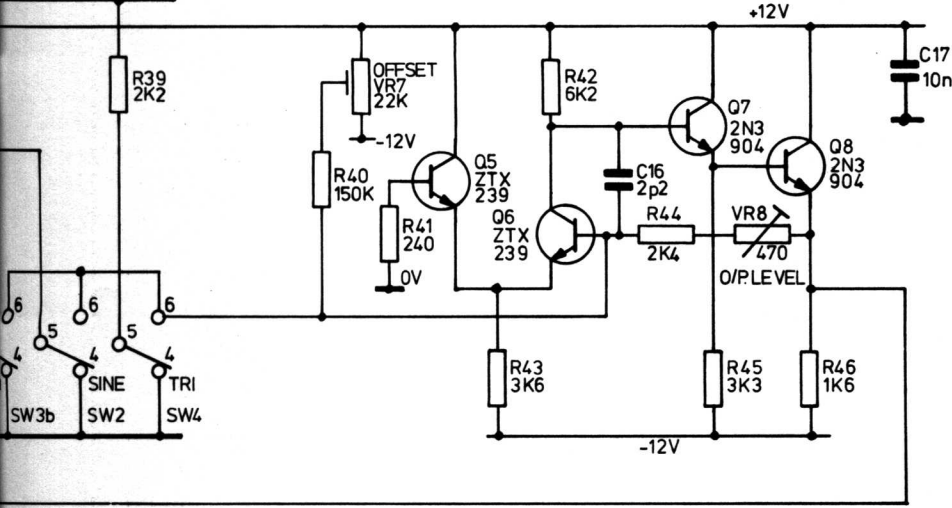 +12V
R39
2K2
OFFSET
VR7
22K
-12V
R40
150K
Q5
ZTX
239
R41
240
0V
R42
6K2
Q6
ZTX
239
C16
2p2
Q7
2N3
904
Q8
2N3
904
C17
10n
R44
2K4
VR8
470
O/P.LEVEL
6
6
6
5
5
4
4
4
SINE
TRI
SW3b
SW2
SW4
R43
3K6
R45
3K3
R46
1K6
-12V